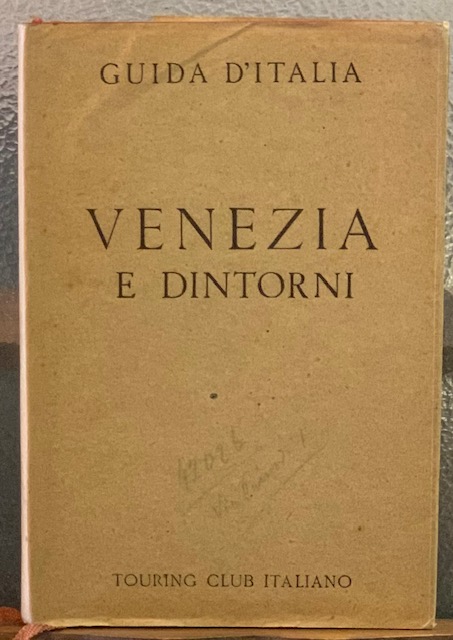 GUIDA D'ITALIA
VENEZIA
E DINTORNI
TOURING CLUB ITALIANO